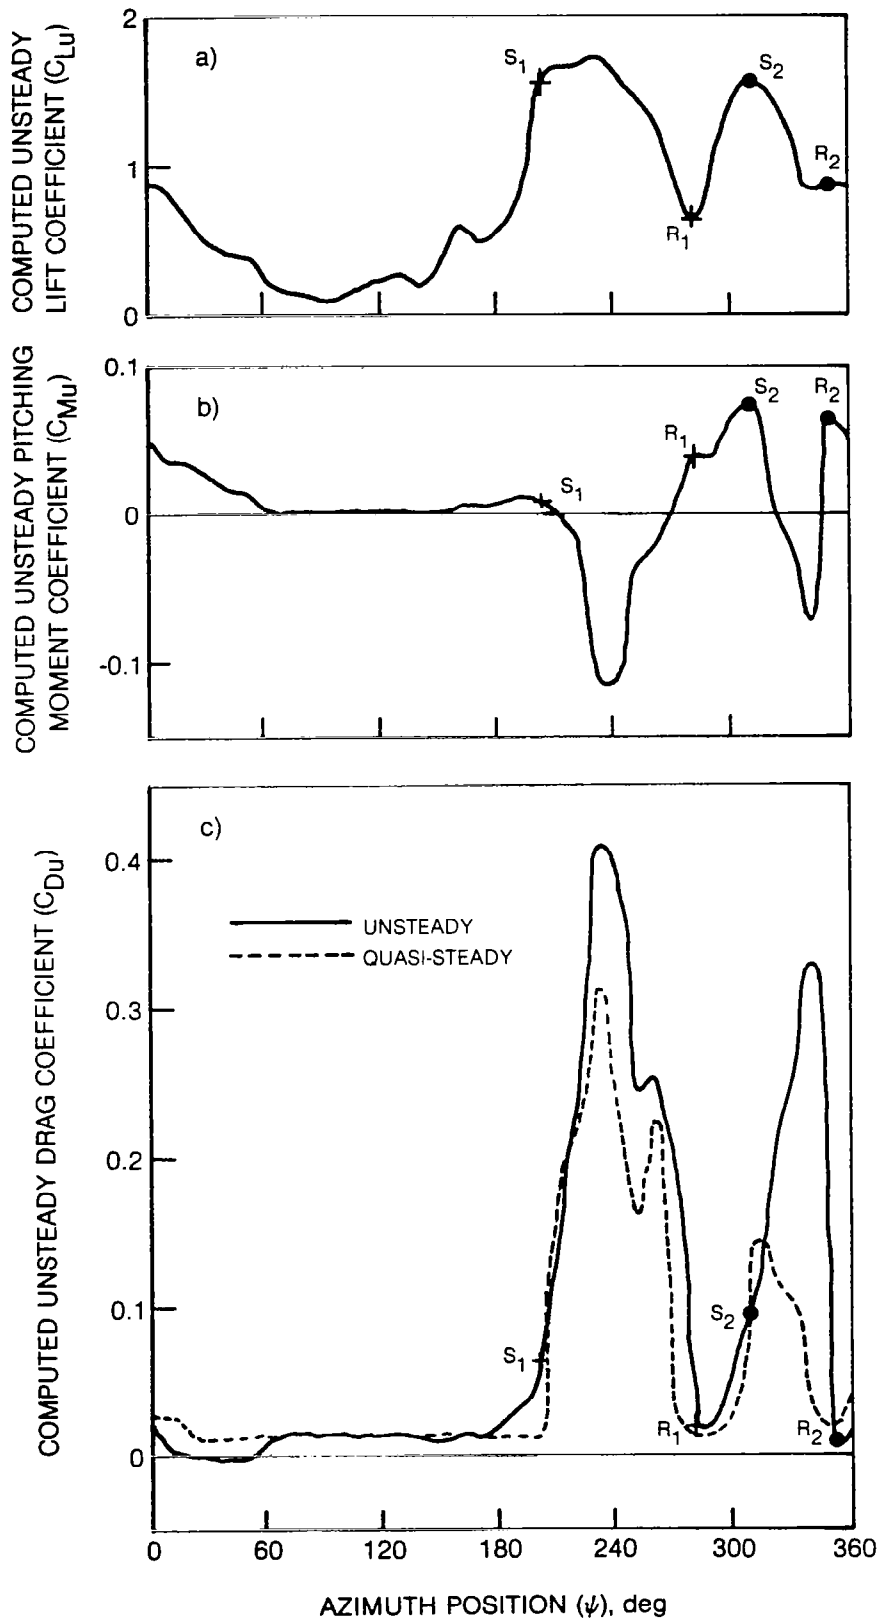 COMPUTED UNSTEADY
LIFT COEFFICIENT (CLu)
2
1
0
a)
S1
R1
S2
R2
COMPUTED UNSTEADY PITCHING
MOMENT COEFFICIENT (CMu)
0.1
0
-0.1
b)
S1
R1
S2
R2
COMPUTED UNSTEADY DRAG COEFFICIENT (CDu)
0.4
0.3
0.2
0.1
0
c)
UNSTEADY
QUASI-STEADY
S1
R1
S2
R2
0 60 120 180 240 300 360
AZIMUTH POSITION (ψ), deg